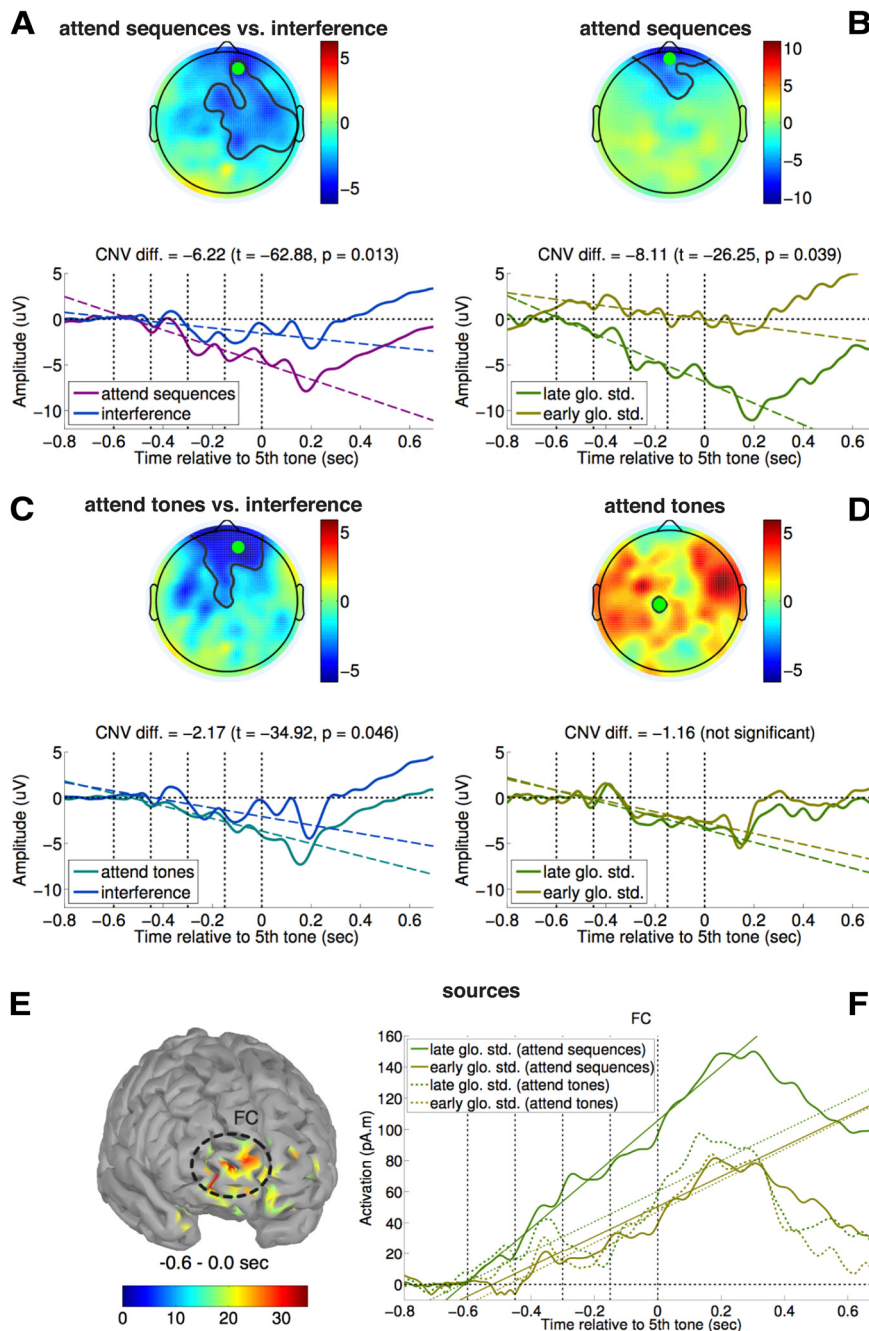 A
attend sequences vs. interference
5
0
−5
attend sequences
B
10
5
0
−5
−10
CNV diff. = −6.22 (t = −62.88, p = 0.013)
5
0
−5
−10
Amplitude (uV)
attend sequences
interference
−0.8 −0.6 −0.4 −0.2 0 0.2 0.4 0.6
Time relative to 5th tone (sec)
CNV diff. = −8.11 (t = −26.25, p = 0.039)
5
0
−5
−10
Amplitude (uV)
late glo. std.
early glo. std.
−0.8 −0.6 −0.4 −0.2 0 0.2 0.4 0.6
Time relative to 5th tone (sec)
C
attend tones vs. interference
5
0
−5
attend tones
D
5
0
−5
CNV diff. = −2.17 (t = −34.92, p = 0.046)
5
0
−5
−10
Amplitude (uV)
attend tones
interference
−0.8 −0.6 −0.4 −0.2 0 0.2 0.4 0.6
Time relative to 5th tone (sec)
CNV diff. = −1.16 (not significant)
5
0
−5
−10
Amplitude (uV)
late glo. std.
early glo. std.
−0.8 −0.6 −0.4 −0.2 0 0.2 0.4 0.6
Time relative to 5th tone (sec)
sources
E
FC
-0.6 - 0.0 sec
0 10 20 30
F
FC
160
140
120
100
80
60
40
20
0
Activation (pA.m)
late glo. std. (attend sequences)
early glo. std. (attend sequences)
late glo. std. (attend tones)
early glo. std. (attend tones)
−0.8 −0.6 −0.4 −0.2 0 0.2 0.4 0.6
Time relative to 5th tone (sec)